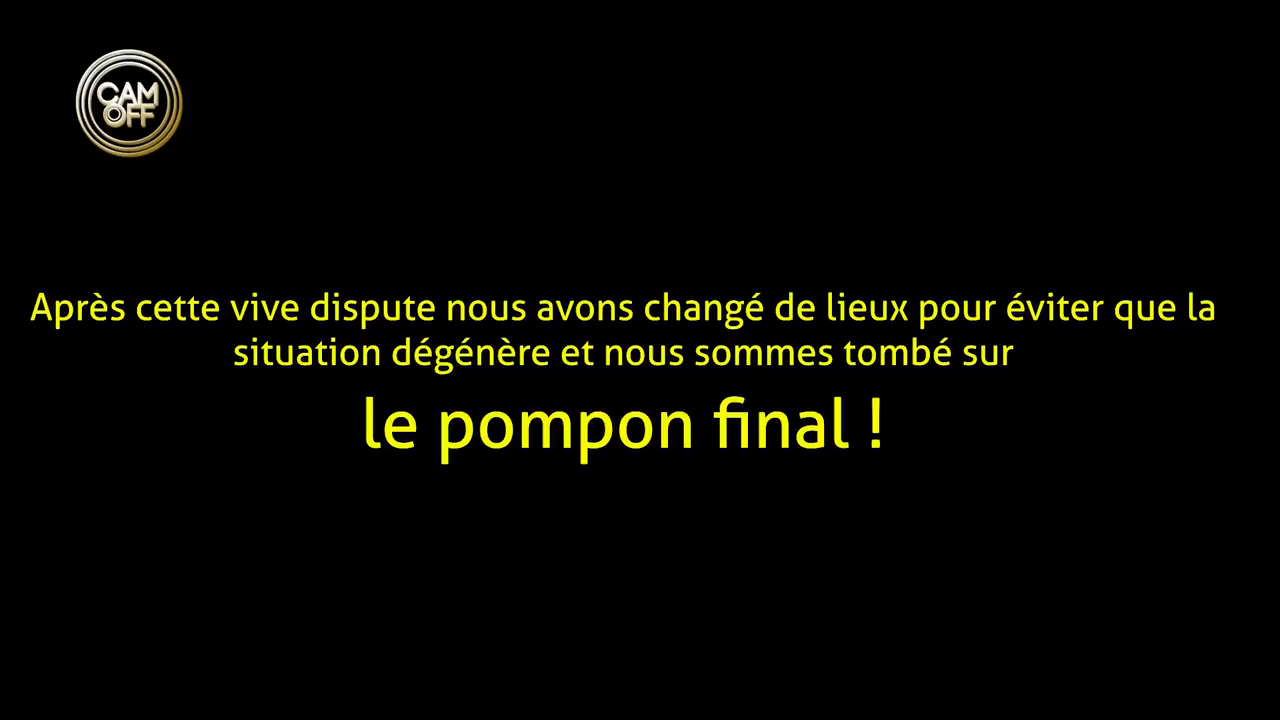 CAM
OFF
Après cette vive dispute nous avons changé de lieux pour éviter que la
situation dégénère et nous sommes tombé sur
le pompon final !